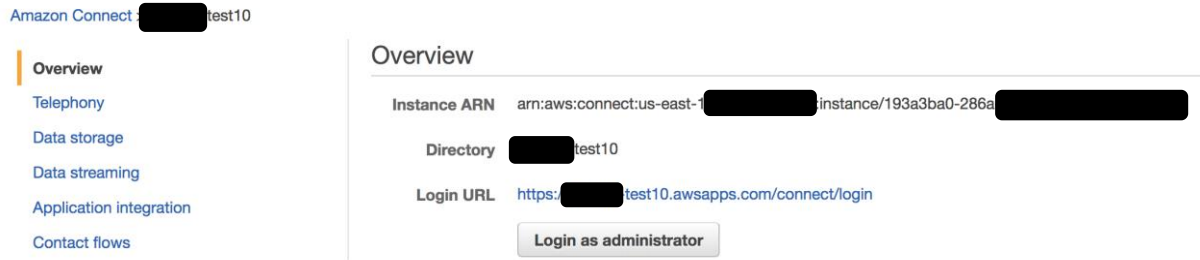 Amazon Connect : test10
Overview
Telephony
Data storage
Data streaming
Application integration
Contact flows
Overview
Instance ARN arn:aws:connect:us-east-1 :instance/193a3ba0-286a
Directory test10
Login URL https:/ -test10.awsapps.com/connect/login
Login as administrator